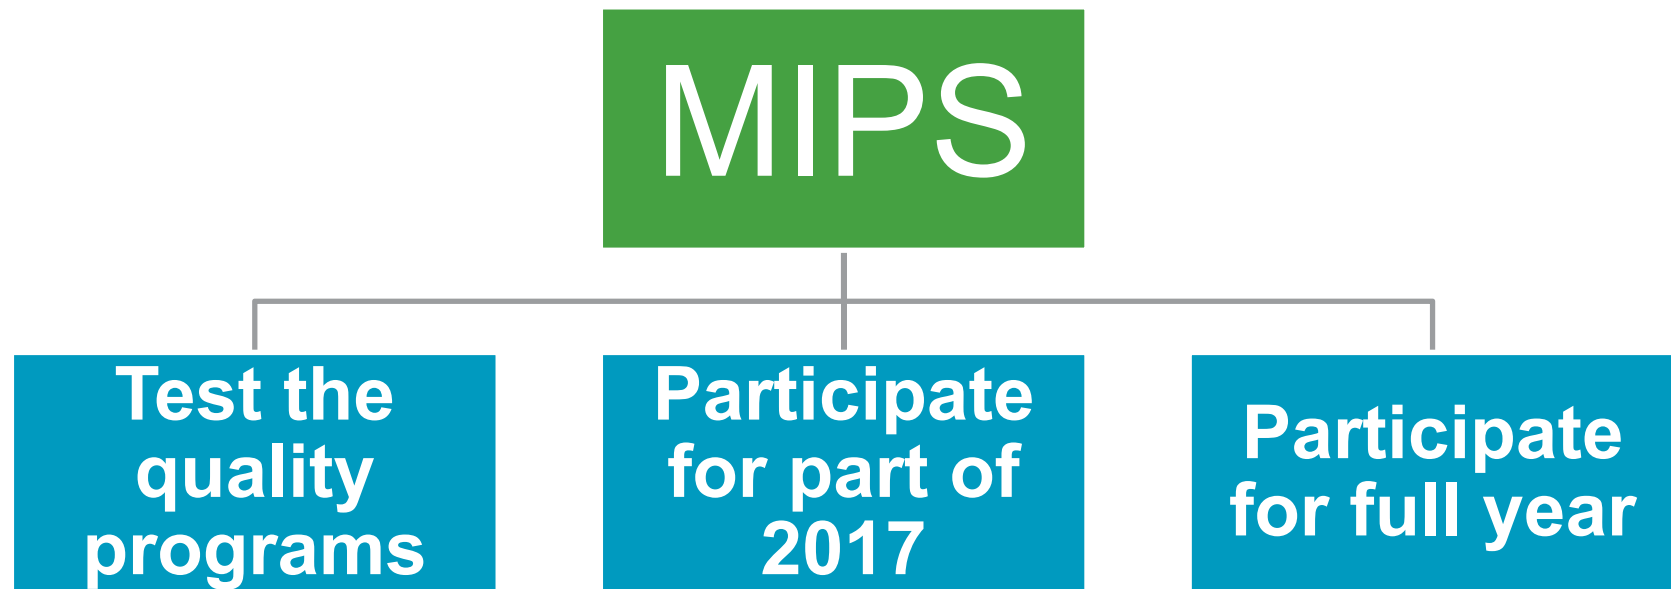 MIPS
Test the
quality
programs
Participate
for part of
2017
Participate
for full year